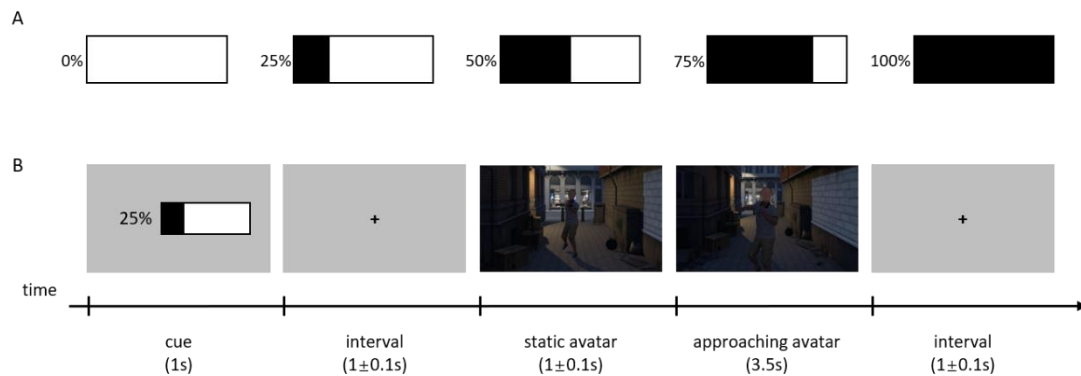 A
0%
25%
50%
75%
100%
B
25%
+
+
time
cue
(1s)
interval
(1±0.1s)
static avatar
(1±0.1s)
approaching avatar
(3.5s)
interval
(1±0.1s)